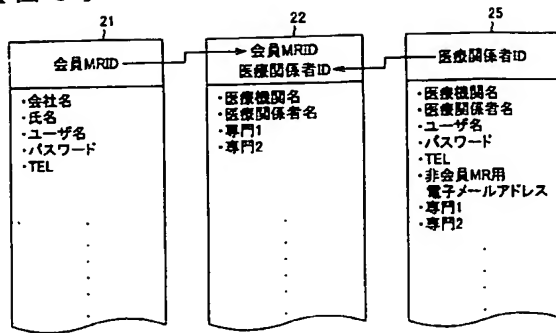 21
会員MRID
・会社名
・氏名
・ユーザ名
・パスワード
・TEL
22
会員MRID
医療関係者ID
・医療機関名
・医療関係者名
・専門1
・専門2
25
医療関係者ID
・医療機関名
・医療関係者名
・ユーザ名
・パスワード
・TEL
・非会員MR用
電子メールアドレス
・専門1
・専門2